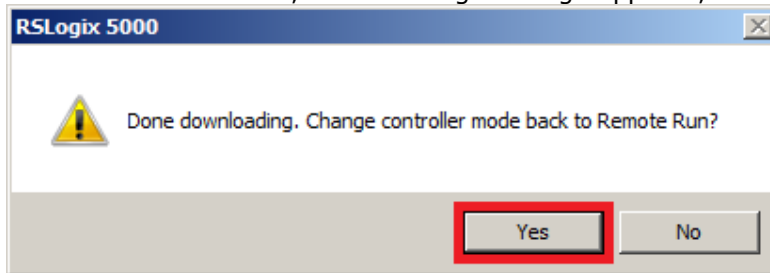 RSLogix 5000
Done downloading. Change controller mode back to Remote Run?
Yes
No